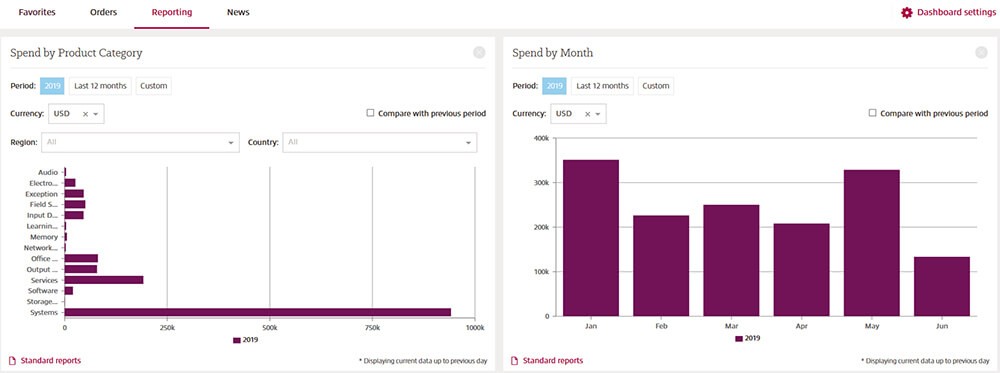 Favorites Orders Reporting News Dashboard settings
Spend by Product Category
Period: 2019 Last 12 months Custom
Currency: USD × Compare with previous period
Region: All Country: All
Audio
Electro...
Exception
Field S...
Input D...
Learnin...
Memory
Network...
Office ...
Output ...
Services
Software
Storage...
Systems
0 250k 500k 750k 1000k
2019
Standard reports * Displaying current data up to previous day
Spend by Month
Period: 2019 Last 12 months Custom
Currency: USD × Compare with previous period
400k
300k
200k
100k
0
Jan Feb Mar Apr May Jun
2019
Standard reports * Displaying current data up to previous day